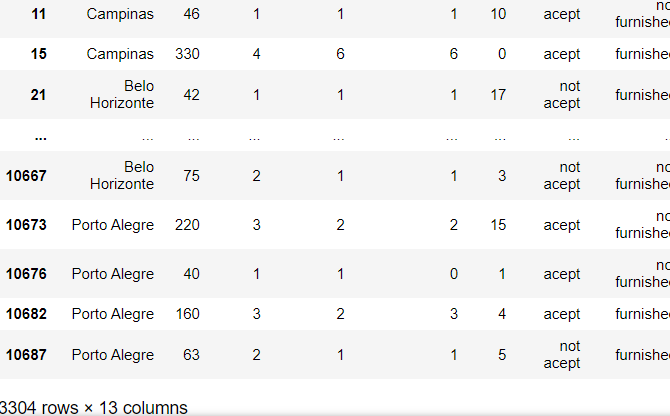 no
11 Campinas 46 1 1 1 10 acept
furnishe
15 Campinas 330 4 6 6 0 acept furnishe
Belo not
21 42 1 1 1 17 furnishe
Horizonte acept
... ... ... ... ... ... ... ...
Belo not no
10667 75 2 1 1 3
Horizonte acept furnishe
no
10673 Porto Alegre 220 3 2 2 15 acept
furnishe
no
10676 Porto Alegre 40 1 1 0 1 acept
furnishe
10682 Porto Alegre 160 3 2 3 4 acept furnishe
not
10687 Porto Alegre 63 2 1 1 5 furnishe
acept
3304 rows × 13 columns